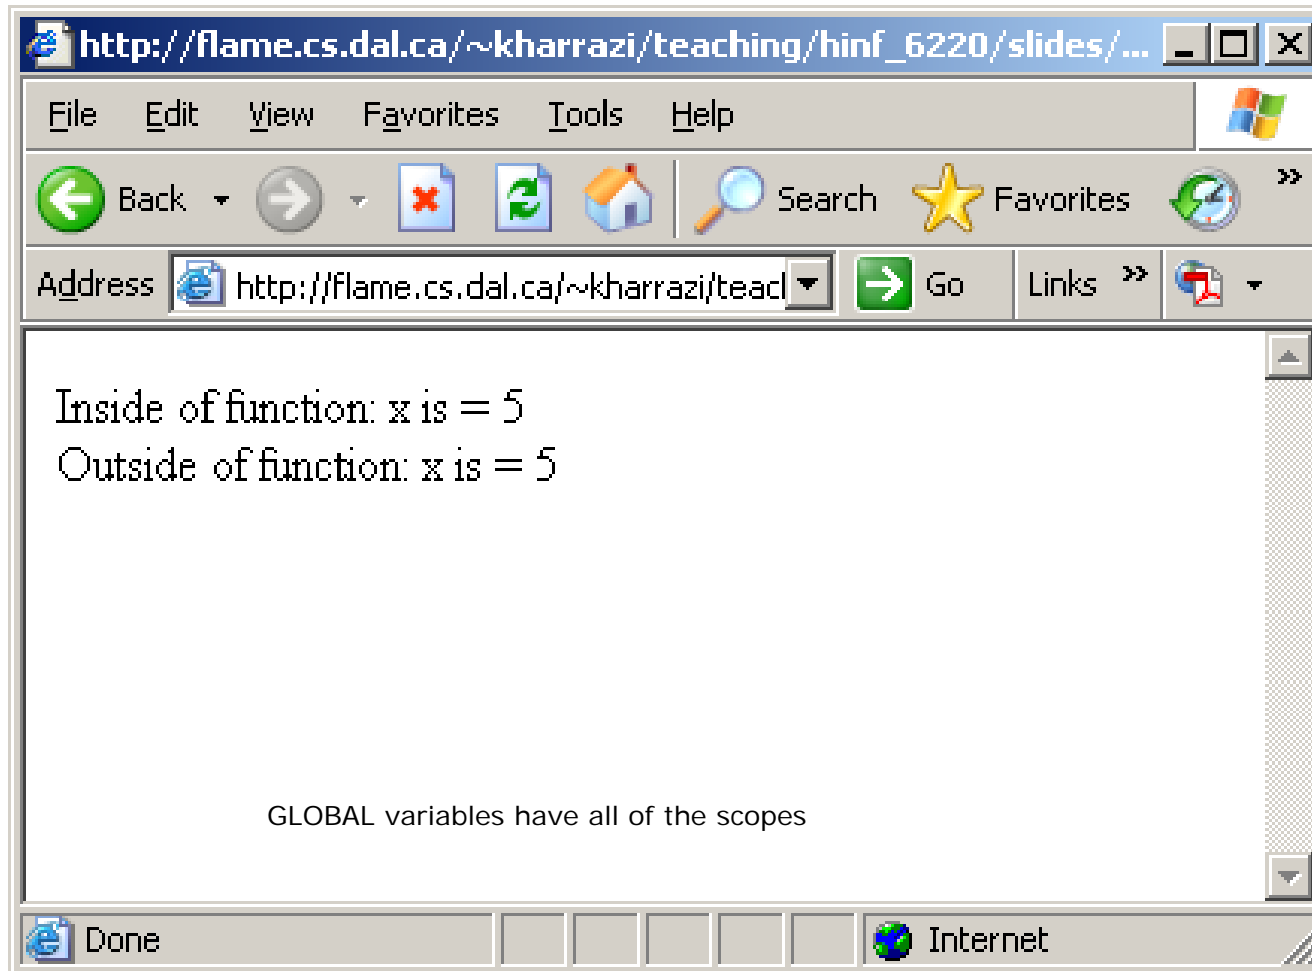 http://flame.cs.dal.ca/~kharrazi/teaching/hinf_6220/slides/...
File Edit View Favorites Tools Help
Back Search Favorites »
Address http://flame.cs.dal.ca/~kharrazi/teacl Go Links »
Inside of function: x is = 5
Outside of function: x is = 5
GLOBAL variables have all of the scopes
Done Internet